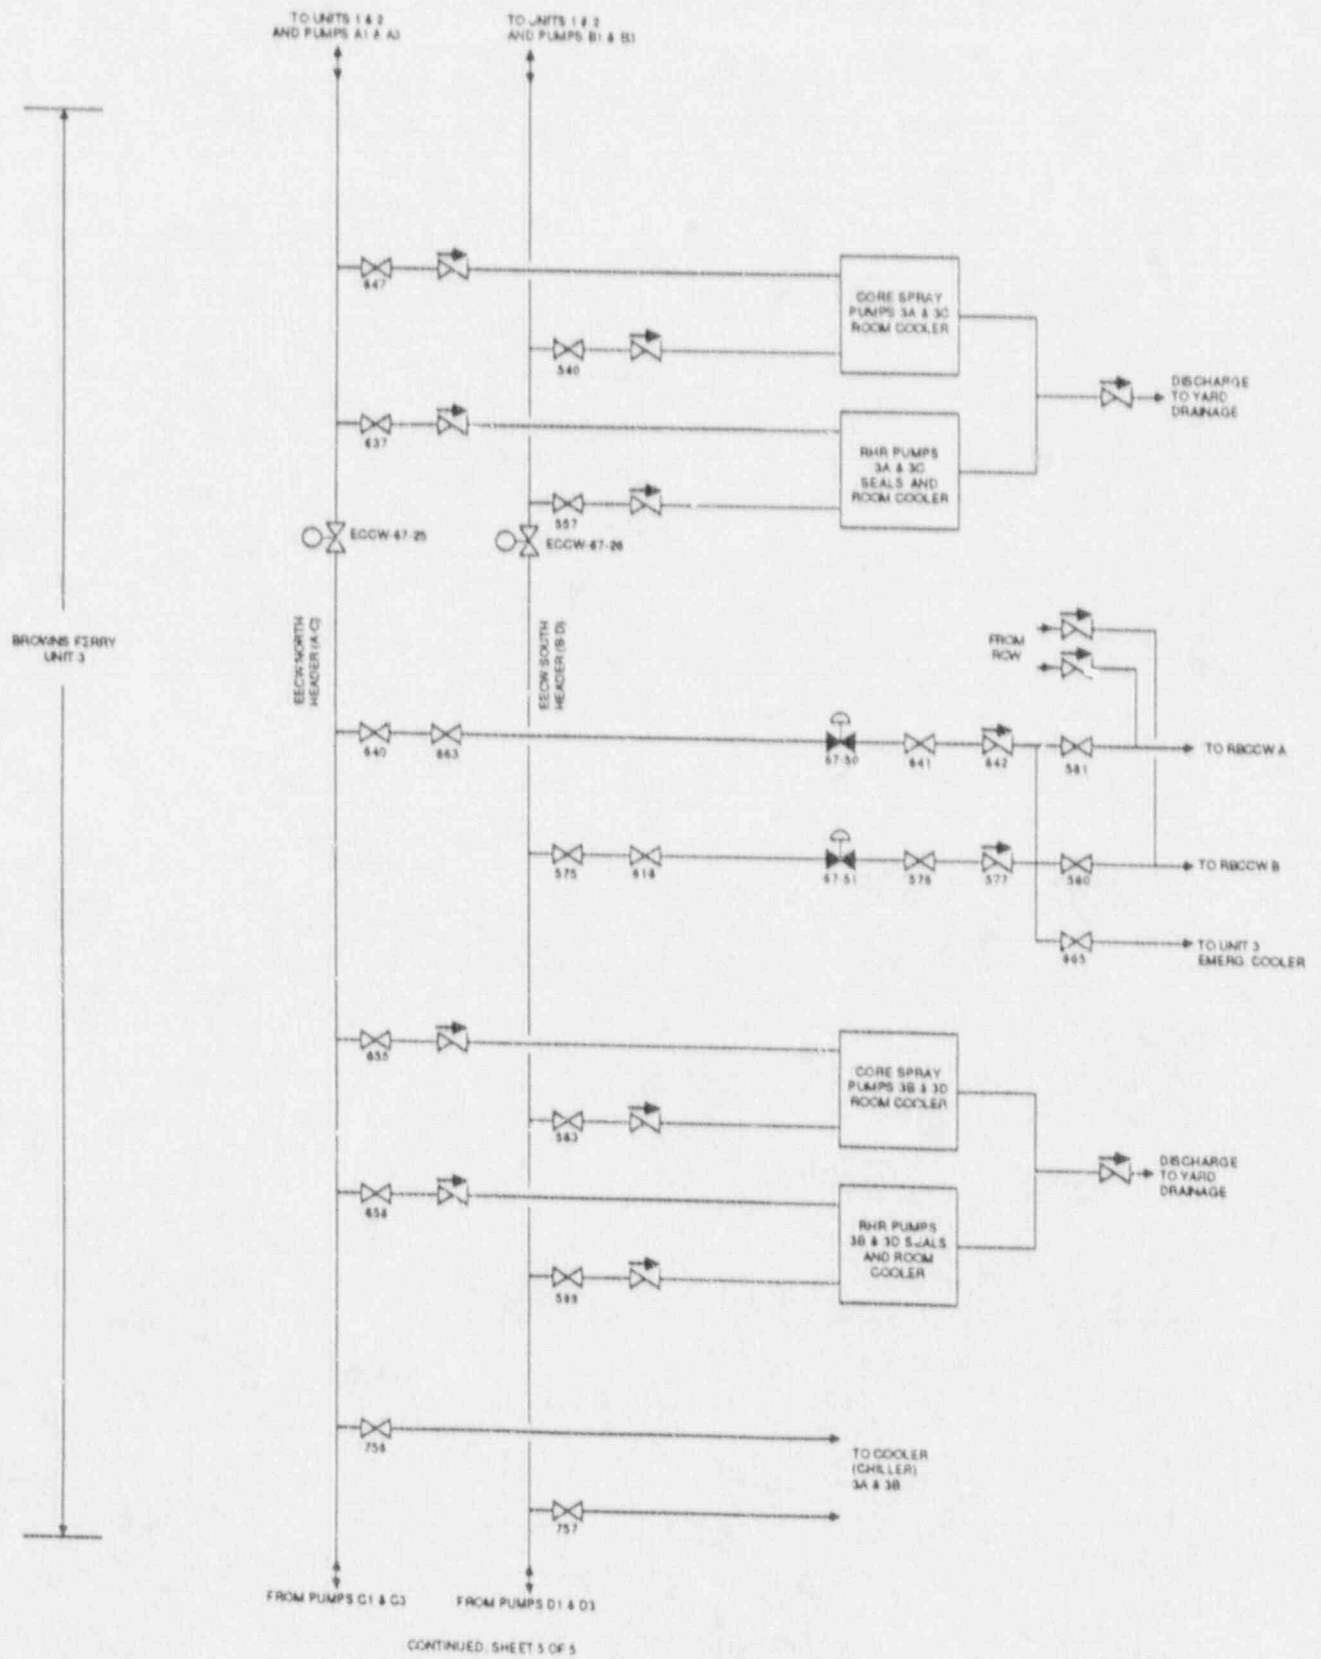 TO UNITS 1 & 2
AND PUMPS A1 & A3
TO UNITS 1 & 2
AND PUMPS B1 & B3
647
CORE SPRAY
PUMPS 3A & 3C
ROOM COOLER
540
DISCHARGE
TO YARD
DRAINAGE
637
RHR PUMPS
3A & 3C
SEALS AND
ROOM COOLER
557
ECCW-67-25
ECCW-67-26
BROWNS FERRY
UNIT 3
EECW NORTH
HEADER (A-C)
EECW SOUTH
HEADER (B-D)
FROM
RCW
640
663
67-50
641
642
581
TO RBCCW A
575
618
67-51
576
577
580
TO RBCCW B
665
TO UNIT 3
EMERG. COOLER
655
CORE SPRAY
PUMPS 3B & 3D
ROOM COOLER
583
DISCHARGE
TO YARD
DRAINAGE
658
RHR PUMPS
3B & 3D SEALS
AND ROOM
COOLER
599
758
TO COOLER
(CHILLER)
3A & 3B
757
FROM PUMPS C1 & C3
FROM PUMPS D1 & D3
CONTINUED, SHEET 5 OF 5